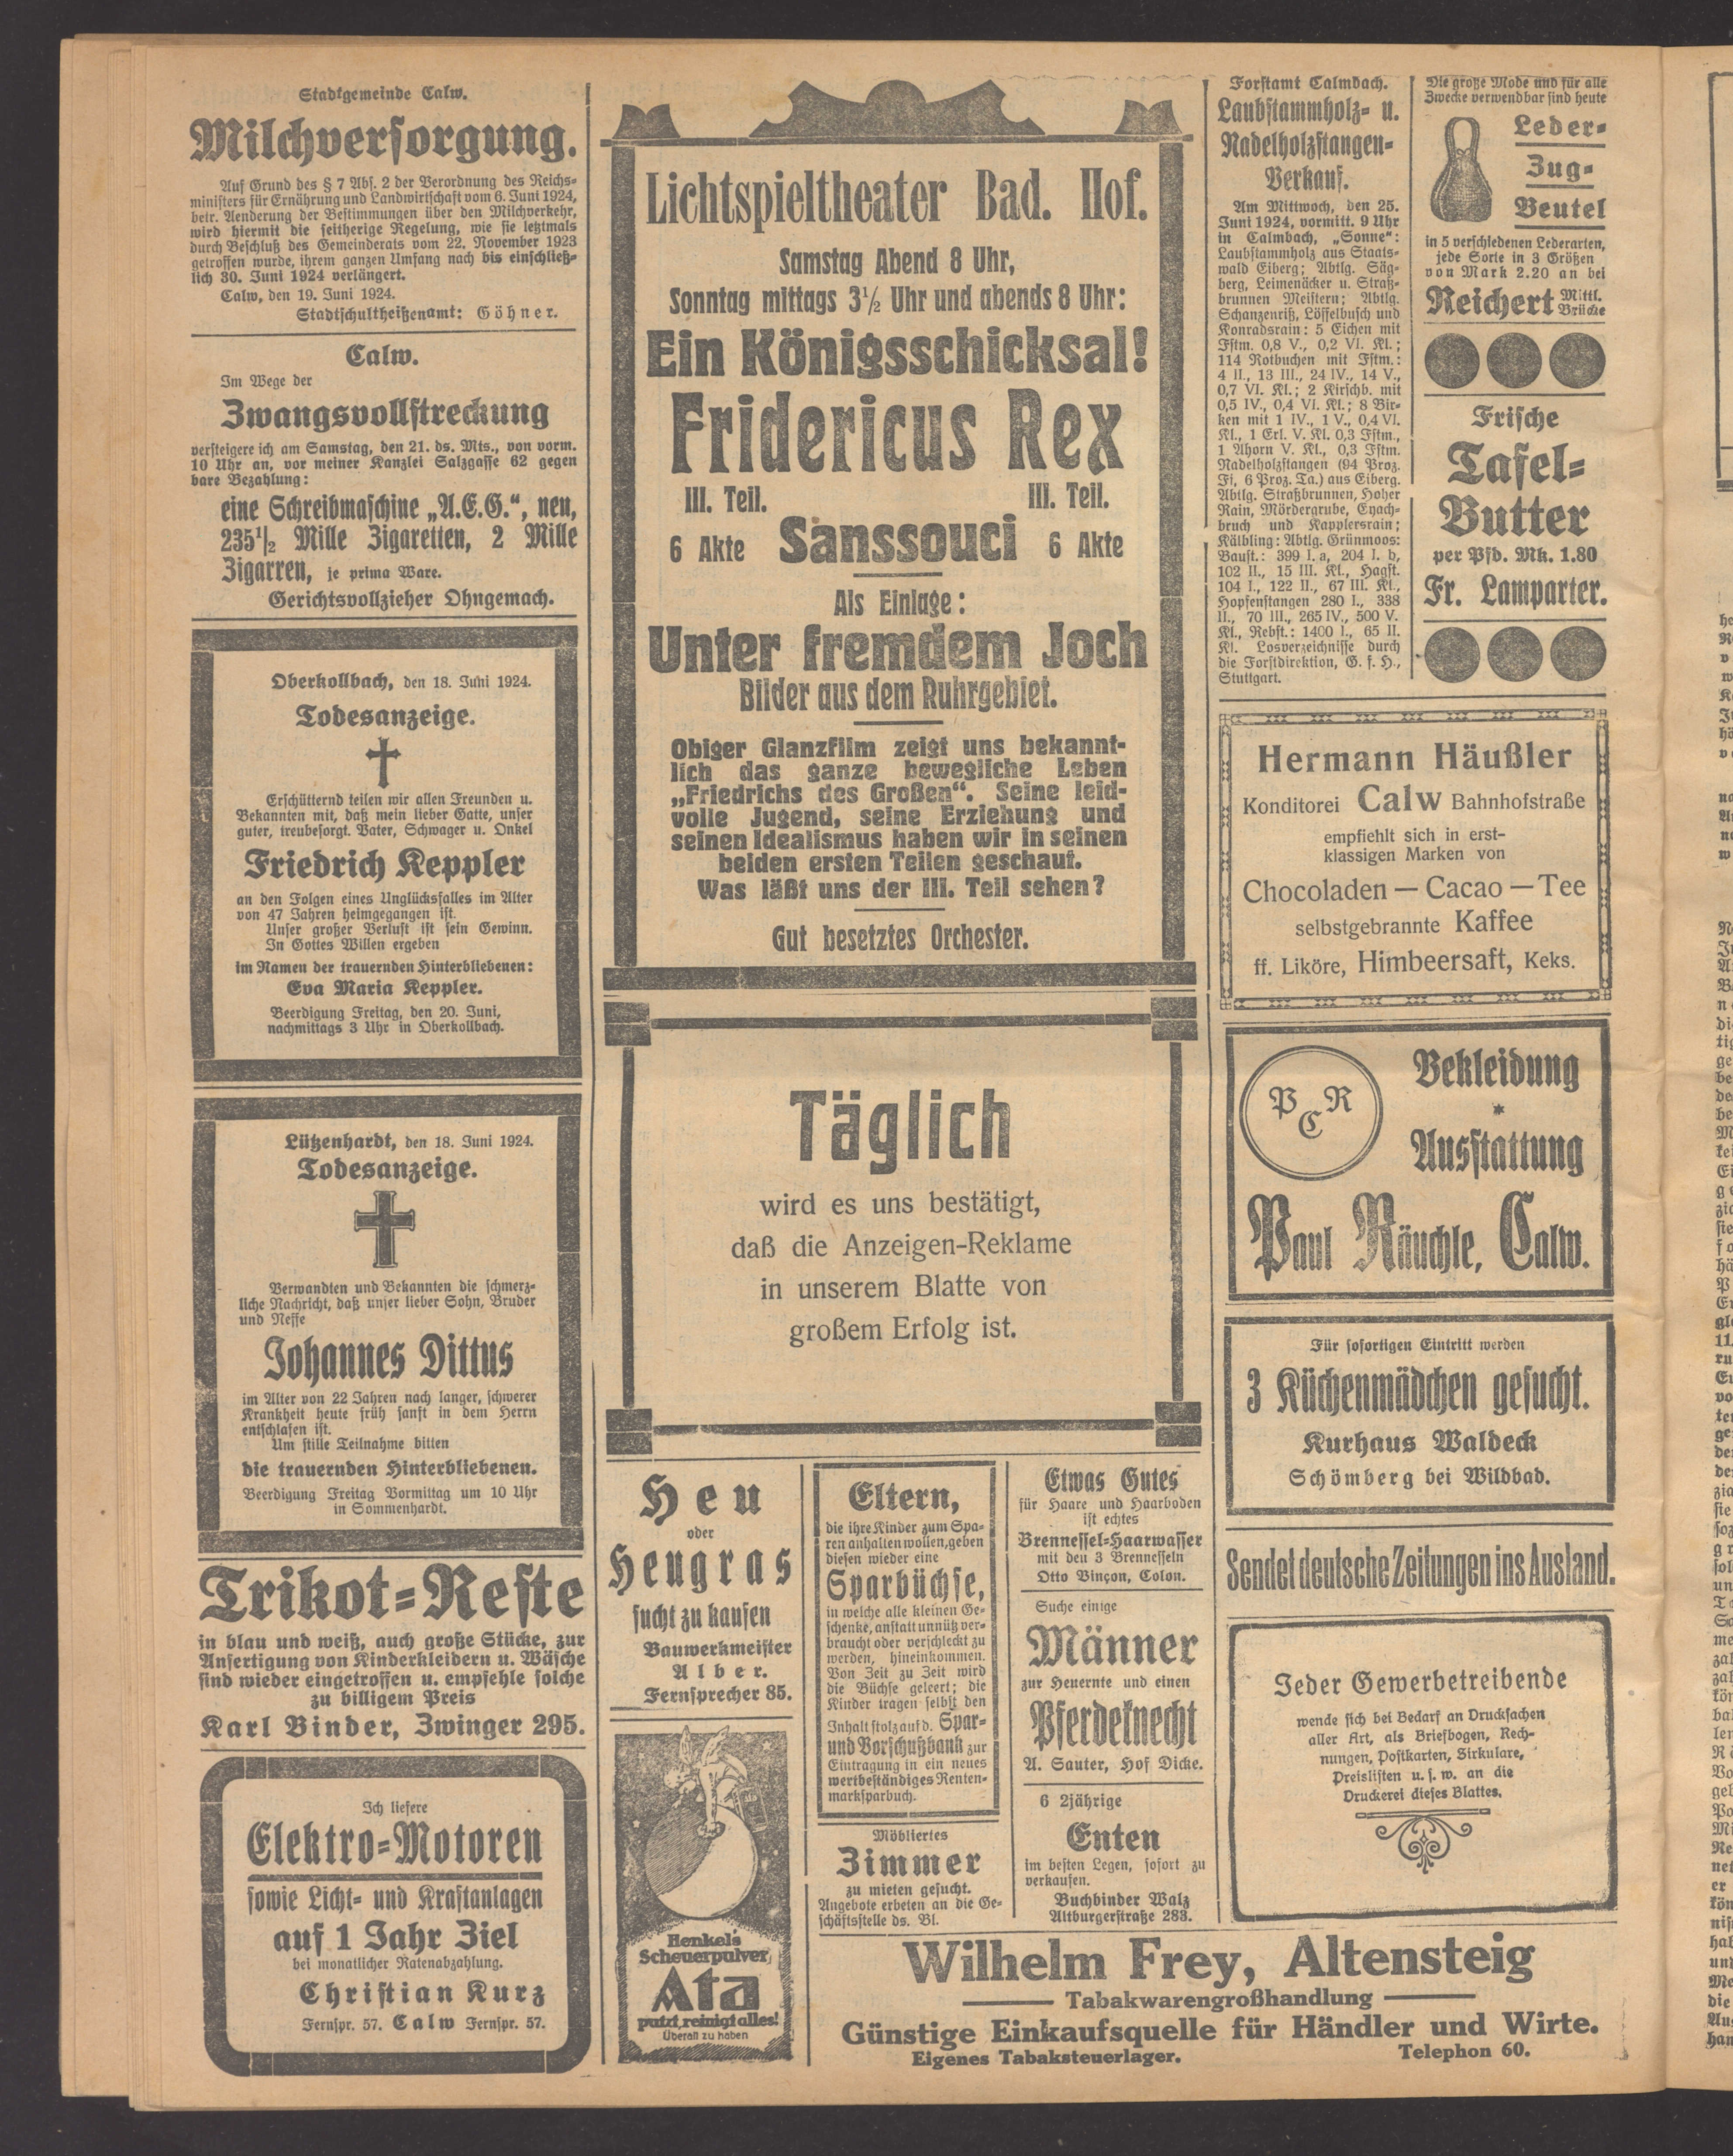 Stadtgemeinde Calw.
Milchversorgung.
Auf Grund des § 7 Abs. 2 der Verordnung des Reichs-
ministers für Ernährung und Landwirtschaft vom 6. Juni 1924,
betr. Aenderung der Bestimmungen über den Milchverkehr,
wird hiermit die seitherige Regelung, wie sie letztmals
durch Beschluß des Gemeinderats vom 22. November 1923
getroffen wurde, ihrem ganzen Umfang nach bis einschließ-
lich 30. Juni 1924 verlängert.
Calw, den 19. Juni 1924.
Stadtschultheißenamt: Göhner.
Calw.
Im Wege der
Zwangsvollstreckung
versteigere ich am Samstag, den 21. ds. Mts., von vorm.
10 Uhr an, vor meiner Kanzlei Salzgasse 62 gegen
bare Bezahlung:
eine Schreibmaschine „A.E.G.“, neu,
235½ Mille Zigaretten, 2 Mille
Zigarren, je prima Ware.
Gerichtsvollzieher Ohngemach.
Oberkollbach, den 18. Juni 1924.
Todesanzeige.
Erschütternd teilen wir allen Freunden u.
Bekannten mit, daß mein lieber Gatte, unser
guter, treubesorgt. Vater, Schwager u. Onkel
Friedrich Keppler
an den Folgen eines Unglücksfalles im Alter
von 47 Jahren heimgegangen ist.
Unser großer Verlust ist sein Gewinn.
In Gottes Willen ergeben
im Namen der trauernden Hinterbliebenen:
Eva Maria Keppler.
Beerdigung Freitag, den 20. Juni,
nachmittags 3 Uhr in Oberkollbach.
Lützenhardt, den 18. Juni 1924.
Todesanzeige.
Verwandten und Bekannten die schmerz-
liche Nachricht, daß unser lieber Sohn, Bruder
und Neffe
Johannes Dittus
im Alter von 22 Jahren nach langer, schwerer
Krankheit heute früh sanft in dem Herrn
entschlafen ist.
Um stille Teilnahme bitten
die trauernden Hinterbliebenen.
Beerdigung Freitag Vormittag um 10 Uhr
in Sommenhardt.
Trikot-Reste
in blau und weiß, auch große Stücke, zur
Anfertigung von Kinderkleidern u. Wäsche
sind wieder eingetroffen u. empfehle solche
zu billigem Preis
Karl Binder, Zwinger 295.
Ich liefere
Elektro-Motoren
sowie Licht- und Kraftanlagen
auf 1 Jahr Ziel
bei monatlicher Ratenabzahlung.
Christian Kurz
Fernspr. 57. Calw Fernspr. 57.
Lichtspieltheater Bad. Hof.
Samstag Abend 8 Uhr,
Sonntag mittags 3½ Uhr und abends 8 Uhr:
Ein Königsschicksal!
Fridericus Rex
III. Teil. III. Teil.
6 Akte Sanssouci 6 Akte
Als Einlage:
Unter fremdem Joch
Bilder aus dem Ruhrgebiet.
Obiger Glanzfilm zeigt uns bekannt-
lich das ganze bewegliche Leben
„Friedrichs des Großen“. Seine leid-
volle Jugend, seine Erziehung und
seinen Idealismus haben wir in seinen
beiden ersten Teilen geschaut.
Was läßt uns der III. Teil sehen?
Gut besetztes Orchester.
Täglich
wird es uns bestätigt,
daß die Anzeigen-Reklame
in unserem Blatte von
großem Erfolg ist.
Heu
oder
Heugras
sucht zu kaufen
Bauwerkmeister
Alber.
Fernsprecher 85.
Henkel's
Scheuerpulver
Ata
putzt, reinigt alles!
Überall zu haben
Eltern,
die ihre Kinder zum Spa-
ren anhalten wollen, geben
diesen wieder eine
Sparbüchse,
in welche alle kleinen Ge-
schenke, anstatt unnütz ver-
braucht oder verschleckt zu
werden, hineinkommen.
Von Zeit zu Zeit wird
die Büchse geleert; die
Kinder tragen selbst den
Inhalt stolz auf d. Spar-
und Vorschußbank zur
Eintragung in ein neues
wertbeständiges Renten-
marksparbuch.
Möbliertes
Zimmer
zu mieten gesucht.
Angebote erbeten an die Ge-
schäftsstelle ds. Bl.
Etwas Gutes
für Haare und Haarboden
ist echtes
Brennessel-Haarwasser
mit den 3 Brennesseln
Otto Vinçon, Colon.
Suche einige
Männer
zur Heuernte und einen
Pferdeknecht
A. Sauter, Hof Dicke.
6 2jährige
Enten
im besten Legen, sofort zu
verkaufen.
Buchbinder Walz
Altburgerstraße 283.
Wilhelm Frey, Altensteig
Tabakwarengroßhandlung
Günstige Einkaufsquelle für Händler und Wirte.
Eigenes Tabaksteuerlager. Telephon 60.
Forstamt Calmbach.
Laubstammholz- u.
Nadelholzstangen-
Verkauf.
Am Mittwoch, den 25.
Juni 1924, vormitt. 9 Uhr
in Calmbach, „Sonne“:
Laubstammholz aus Staats-
wald Eiberg; Abtlg. Säg-
berg, Leimenäcker u. Straß-
brunnen Meistern; Abtlg.
Schanzenriß, Löffelbusch und
Konradsrain: 5 Eichen mit
Fstm. 0,8 V., 0,2 VI. Kl.;
114 Rotbuchen mit Fstm.:
4 II., 13 III., 24 IV., 14 V.,
0,7 VI. Kl.; 2 Kirschb. mit
0,5 IV., 0,4 VI. Kl.; 8 Bir-
ken mit 1 IV., 1 V., 0,4 VI.
Kl., 1 Erl. V. Kl. 0,3 Fstm.,
1 Ahorn V. Kl., 0,3 Fstm.
Nadelholzstangen (94 Proz.
Fi, 6 Proz. Ta.) aus Eiberg.
Abtlg. Straßbrunnen, Hoher
Rain, Mördergrube, Eyach-
bruch und Kapplersrain;
Kälbling: Abtlg. Grünmoos:
Baust.: 399 I.a, 204 I. b,
102 II., 15 III. Kl., Hagst.
104 I., 122 II., 67 III. Kl.,
Hopfenstangen 280 I., 338
II., 70 III., 265 IV., 500 V.
Kl., Rebst.: 1400 I., 65 II.
Kl. Losverzeichnisse durch
die Forstdirektion, G. f. H.,
Stuttgart.
Die große Mode und für alle
Zwecke verwendbar sind heute
Leder-
Zug-
Beutel
in 5 verschiedenen Lederarten,
jede Sorte in 3 Größen
von Mark 2.20 an bei
Reichert Mittl. Brücke
Frische
Tafel-
Butter
per Pfd. Mk. 1.80
Fr. Lamparter.
Hermann Häußler
Konditorei Calw Bahnhofstraße
empfiehlt sich in erst-
klassigen Marken von
Chocoladen — Cacao — Tee
selbstgebrannte Kaffee
ff. Liköre, Himbeersaft, Keks.
P C R
Bekleidung
*
Ausstattung
Paul Räuchle, Calw.
Für sofortigen Eintritt werden
3 Küchenmädchen gesucht.
Kurhaus Waldeck
Schömberg bei Wildbad.
Sendet deutsche Zeitungen ins Ausland.
Jeder Gewerbetreibende
wende sich bei Bedarf an Drucksachen
aller Art, als Briefbogen, Rech-
nungen, Postkarten, Zirkulare,
Preislisten u. s. w. an die
Druckerei dieses Blattes.